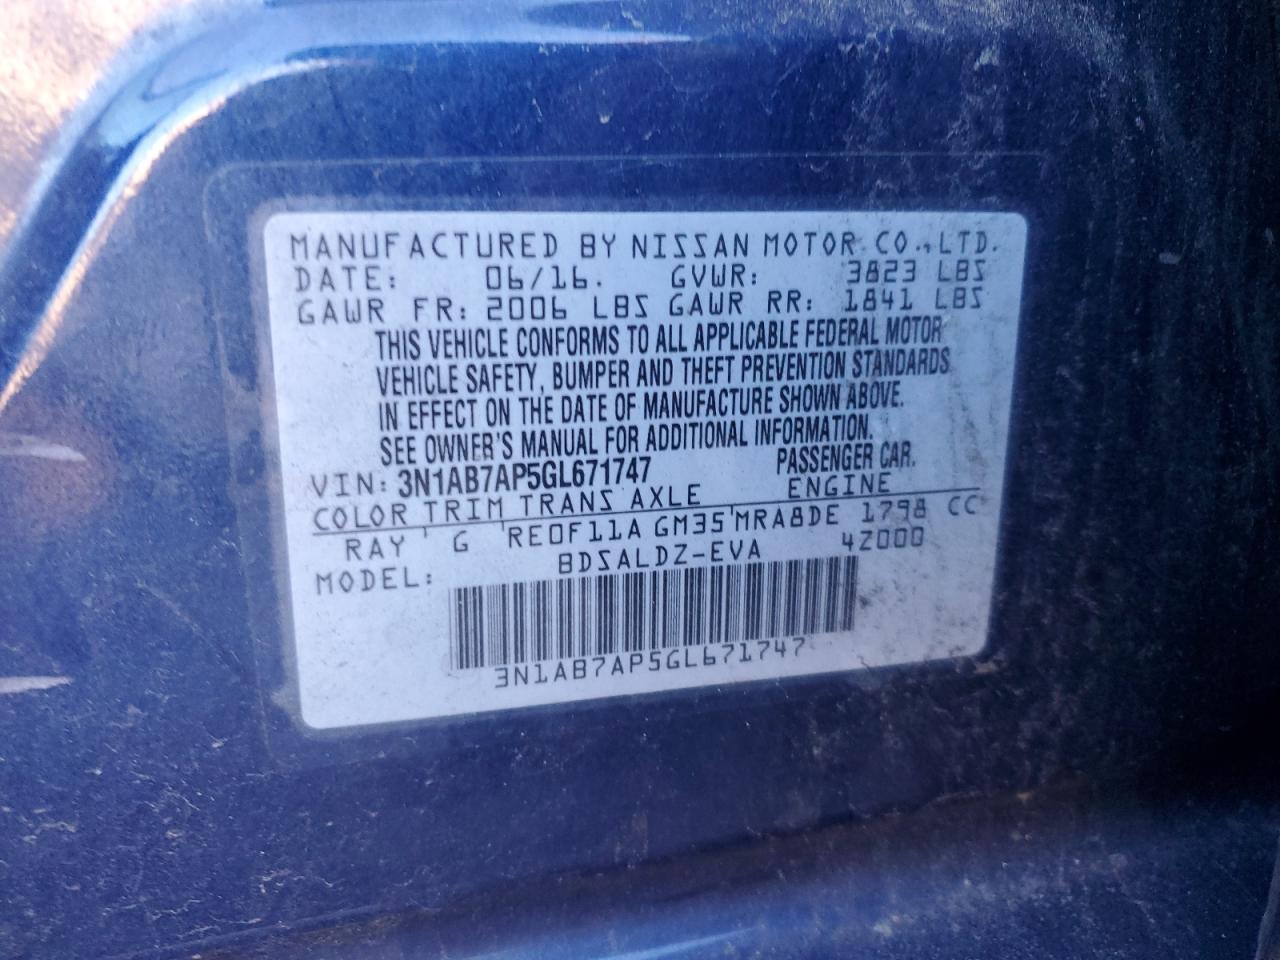 MANUFACTURED BY NISSAN MOTOR CO., LTD.
DATE: 06/16. GVWR: 3823 LBS
GAWR FR: 2006 LBS GAWR RR: 1841 LBS
THIS VEHICLE CONFORMS TO ALL APPLICABLE FEDERAL MOTOR
VEHICLE SAFETY, BUMPER AND THEFT PREVENTION STANDARDS
IN EFFECT ON THE DATE OF MANUFACTURE SHOWN ABOVE.
SEE OWNER'S MANUAL FOR ADDITIONAL INFORMATION.
VIN: 3N1AB7AP5GL671747 PASSENGER CAR.
COLOR TRIM TRANS AXLE ENGINE
RAY G RE0F11A GM35 MRA8DE 1798 CC
MODEL: BDSALDZ-EVA 42000
3N1AB7AP5GL671747